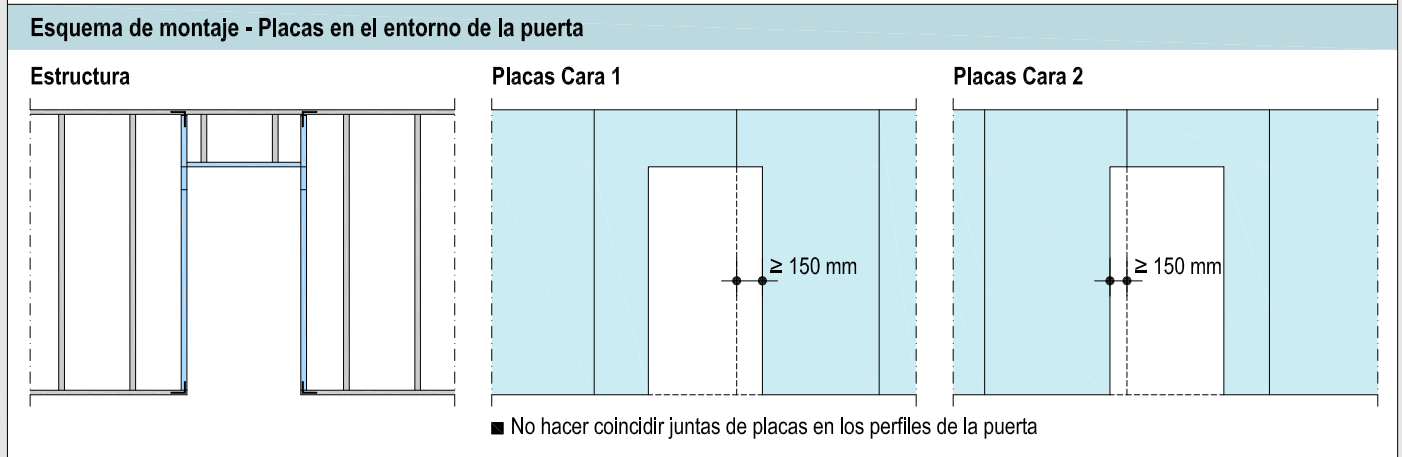 Esquema de montaje - Placas en el entorno de la puerta
Estructura
Placas Cara 1
Placas Cara 2
≥ 150 mm
≥ 150 mm
■ No hacer coincidir juntas de placas en los perfiles de la puerta